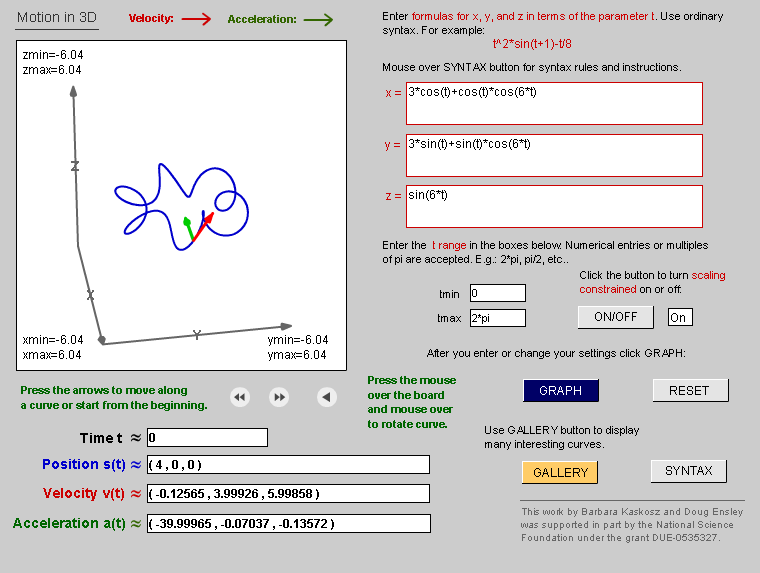 Motion in 3D
Velocity:
Acceleration:
zmin=-6.04
zmax=6.04
Z
X
Y
xmin=-6.04
xmax=6.04
ymin=-6.04
ymax=6.04
Press the arrows to move along
a curve or start from the beginning.
Time t ≈ 0
Position s(t) ≈ ( 4 , 0 , 0 )
Velocity v(t) ≈ ( -0.12565 , 3.99926 , 5.99858 )
Acceleration a(t) ≈ ( -39.99965 , -0.07037 , -0.13572 )
Enter formulas for x, y, and z in terms of the parameter t. Use ordinary
syntax. For example:
t^2*sin(t+1)-t/8
Mouse over SYNTAX button for syntax rules and instructions.
x = 3*cos(t)+cos(t)*cos(6*t)
y = 3*sin(t)+sin(t)*cos(6*t)
z = sin(6*t)
Enter the t range in the boxes below. Numerical entries or multiples
of pi are accepted. E.g.: 2*pi, pi/2, etc..
tmin 0
tmax 2*pi
Click the button to turn scaling
constrained on or off:
ON/OFF On
After you enter or change your settings click GRAPH:
Press the mouse
over the board
and mouse over
to rotate curve.
GRAPH RESET
Use GALLERY button to display
many interesting curves.
GALLERY SYNTAX
This work by Barbara Kaskosz and Doug Ensley
was supported in part by the National Science
Foundation under the grant DUE-0535327.